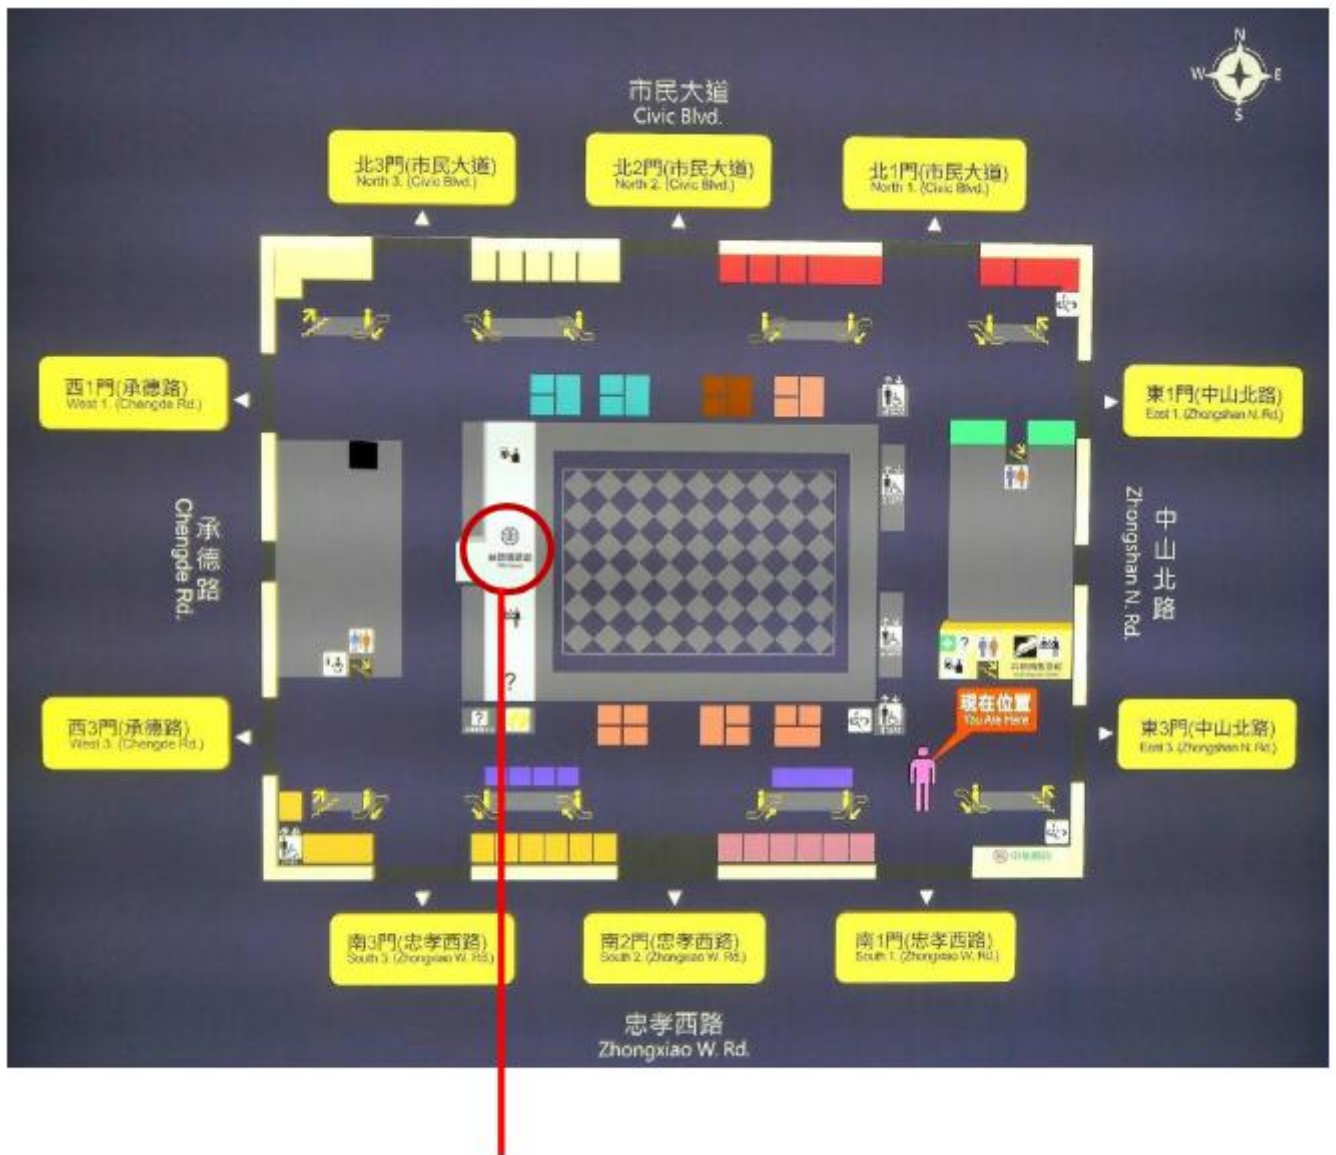 N
W
E
S
市民大道
Civic Blvd.
北3門(市民大道)
North 3. (Civic Blvd.)
北2門(市民大道)
North 2. (Civic Blvd.)
北1門(市民大道)
North 1. (Civic Blvd.)
西1門(承德路)
West 1. (Chengde Rd.)
東1門(中山北路)
East 1. (Zhongshan N. Rd.)
承德路
Chengde Rd.
中山北路
Zhongshan N. Rd.
?
?
?
現在位置
You Are Here
西3門(承德路)
West 3. (Chengde Rd.)
東3門(中山北路)
East 3. (Zhongshan N. Rd.)
南3門(忠孝西路)
South 3. (Zhongxiao W. Rd.)
南2門(忠孝西路)
South 2. (Zhongxiao W. Rd.)
南1門(忠孝西路)
South 1. (Zhongxiao W. Rd.)
忠孝西路
Zhongxiao W. Rd.